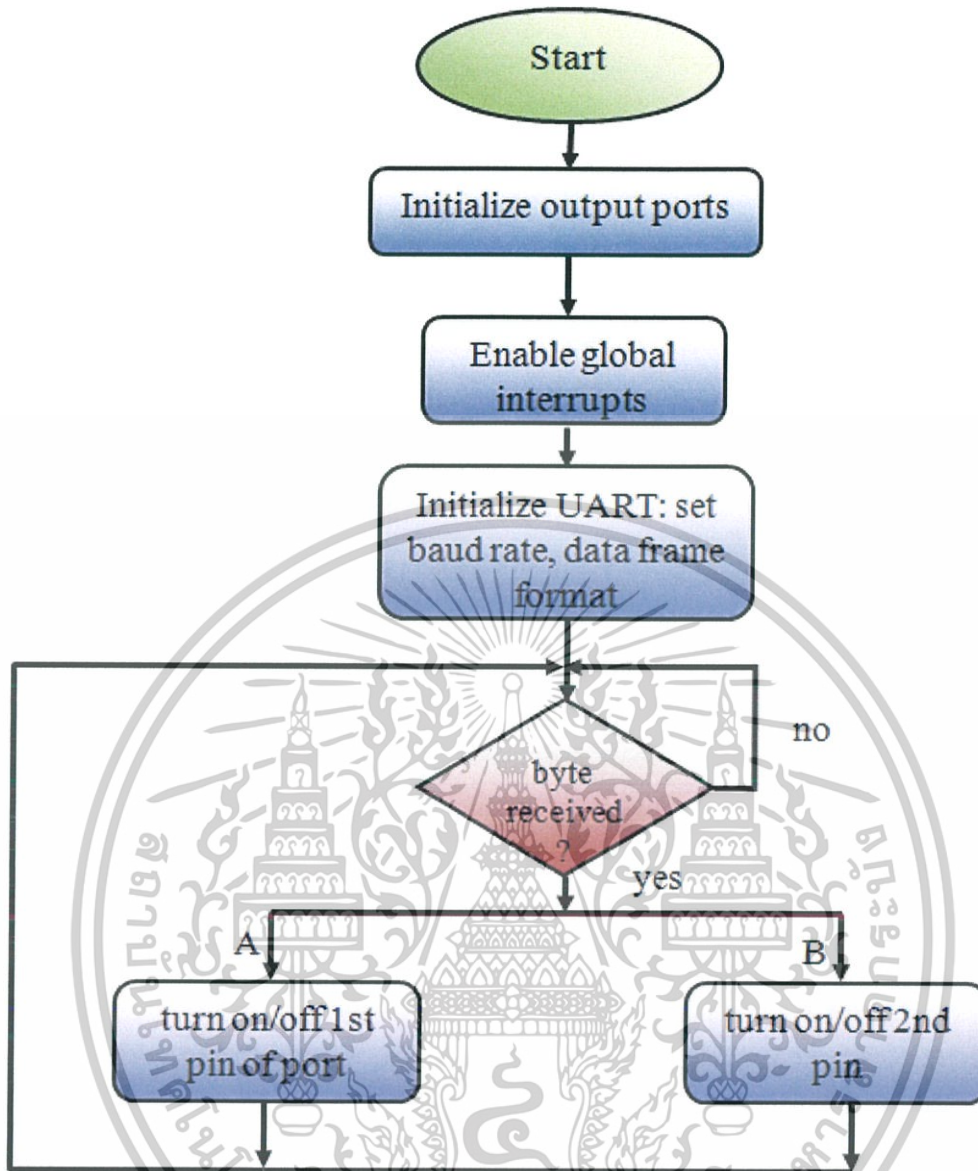 Start
Initialize output ports
Enable global
interrupts
Initialize UART: set
baud rate, data frame
format
no
byte
received
?
yes
A
B
turn on/off 1st
pin of port
turn on/off 2nd
pin